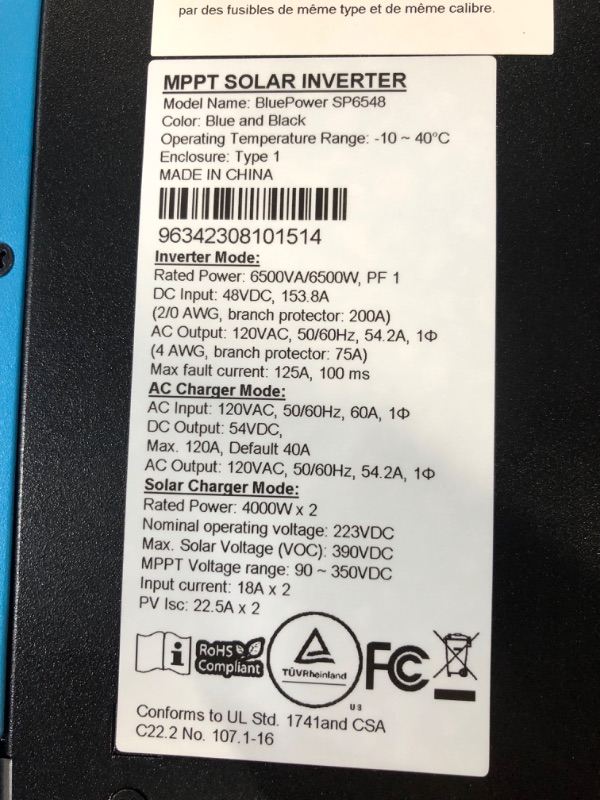 par des fusibles de même type et de même calibre.
MPPT SOLAR INVERTER
Model Name: BluePower SP6548
Color: Blue and Black
Operating Temperature Range: -10 ~ 40°C
Enclosure: Type 1
MADE IN CHINA
96342308101514
Inverter Mode:
Rated Power: 6500VA/6500W, PF 1
DC Input: 48VDC, 153.8A
(2/0 AWG, branch protector: 200A)
AC Output: 120VAC, 50/60Hz, 54.2A, 1Φ
(4 AWG, branch protector: 75A)
Max fault current: 125A, 100 ms
AC Charger Mode:
AC Input: 120VAC, 50/60Hz, 60A, 1Φ
DC Output: 54VDC,
Max. 120A, Default 40A
AC Output: 120VAC, 50/60Hz, 54.2A, 1Φ
Solar Charger Mode:
Rated Power: 4000W x 2
Nominal operating voltage: 223VDC
Max. Solar Voltage (VOC): 390VDC
MPPT Voltage range: 90 ~ 350VDC
Input current: 18A x 2
PV Isc: 22.5A x 2
RoHS
Compliant
TÜVRheinland
US
FC
Conforms to UL Std. 1741and CSA
C22.2 No. 107.1-16